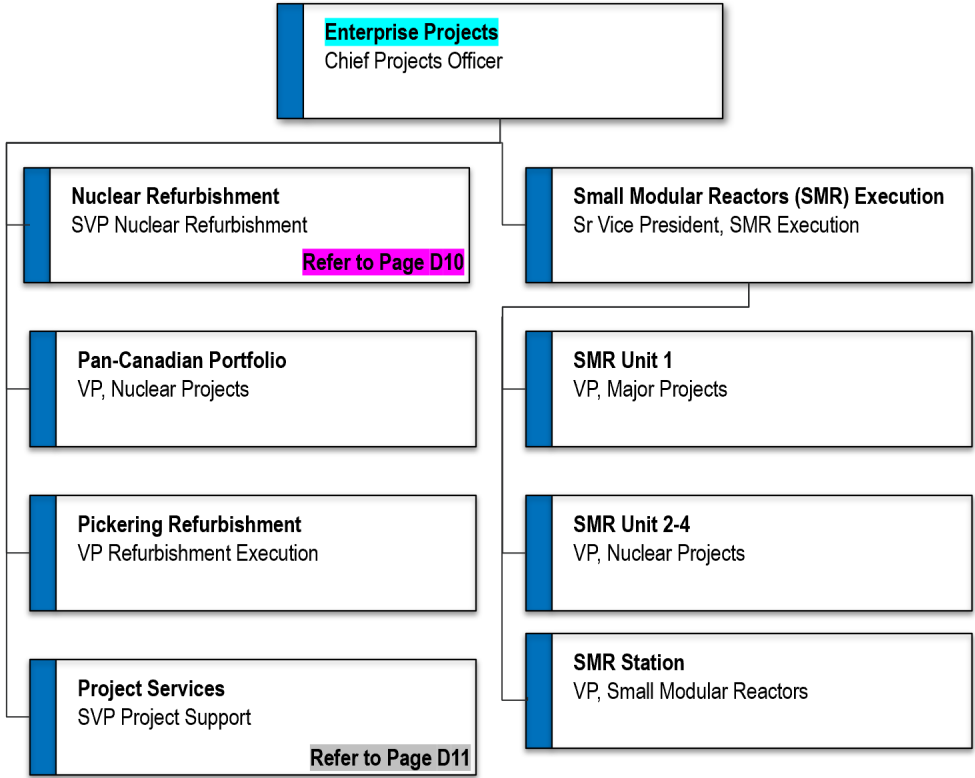 Enterprise Projects
Chief Projects Officer
Nuclear Refurbishment
SVP Nuclear Refurbishment
Refer to Page D10
Small Modular Reactors (SMR) Execution
Sr Vice President, SMR Execution
Pan-Canadian Portfolio
VP, Nuclear Projects
SMR Unit 1
VP, Major Projects
Pickering Refurbishment
VP Refurbishment Execution
SMR Unit 2-4
VP, Nuclear Projects
Project Services
SVP Project Support
Refer to Page D11
SMR Station
VP, Small Modular Reactors